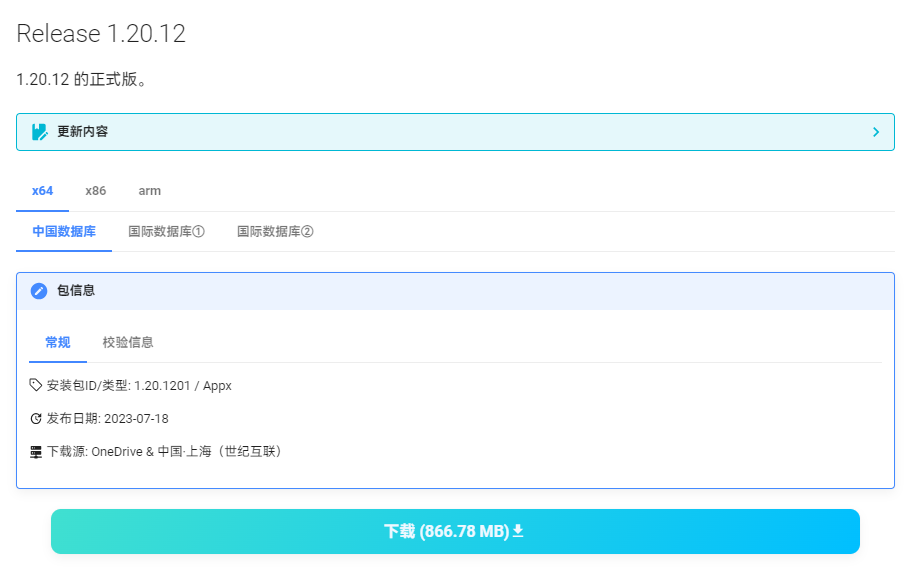 Release 1.20.12
1.20.12 的正式版。
更新内容
x64 x86 arm
中国数据库 国际数据库① 国际数据库②
包信息
常规 校验信息
安装包ID/类型: 1.20.1201 / Appx
发布日期: 2023-07-18
下载源: OneDrive & 中国·上海（世纪互联）
下载 (866.78 MB)